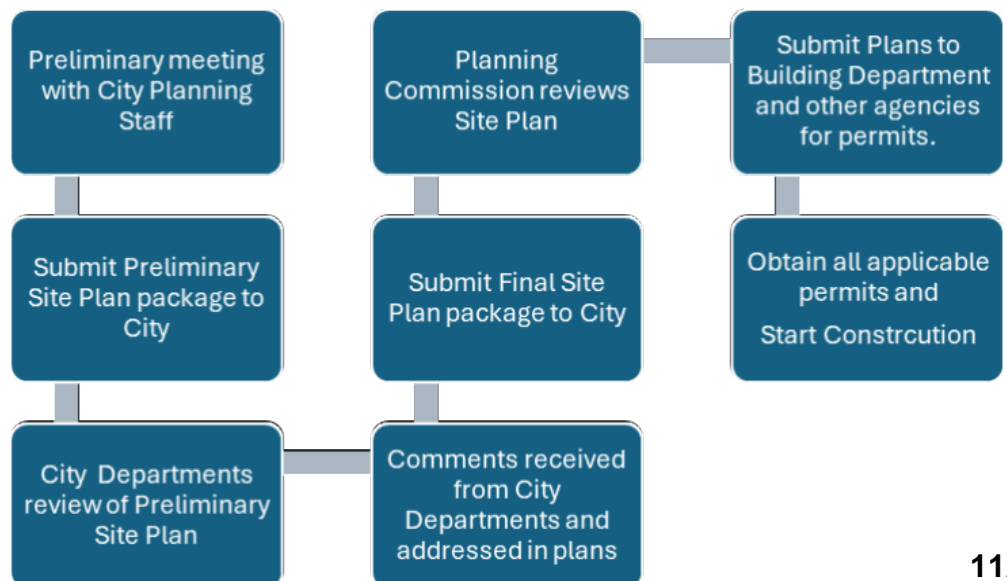 Preliminary meeting
with City Planning
Staff
Submit Preliminary
Site Plan package to
City
City Departments
review of Preliminary
Site Plan
Comments received
from City
Departments and
addressed in plans
Submit Final Site
Plan package to City
Planning
Commission reviews
Site Plan
Submit Plans to
Building Department
and other agencies
for permits.
Obtain all applicable
permits and
Start Constrcution
11